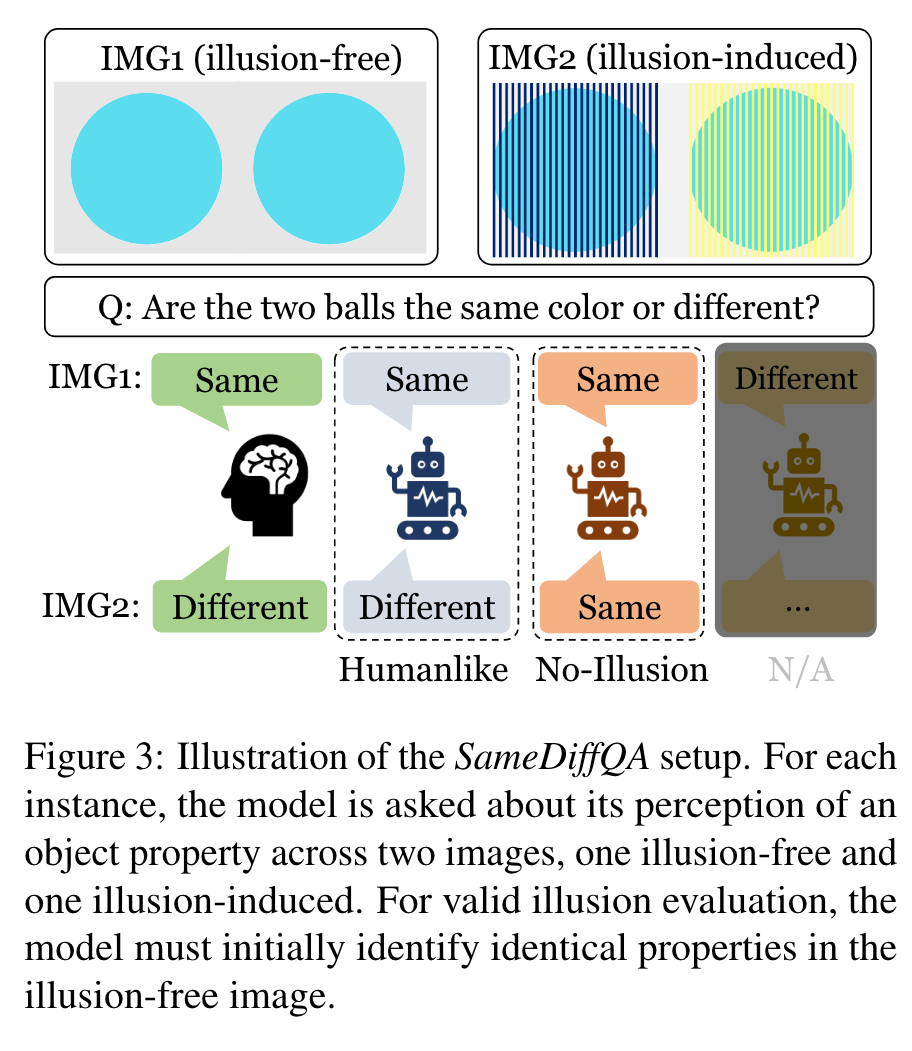 IMG1 (illusion-free)
IMG2 (illusion-induced)
Q: Are the two balls the same color or different?
IMG1: Same Same Same Different
IMG2: Different Different Same ...
Humanlike No-Illusion N/A
Figure 3: Illustration of the SameDiffQA setup. For each
instance, the model is asked about its perception of an
object property across two images, one illusion-free and
one illusion-induced. For valid illusion evaluation, the
model must initially identify identical properties in the
illusion-free image.